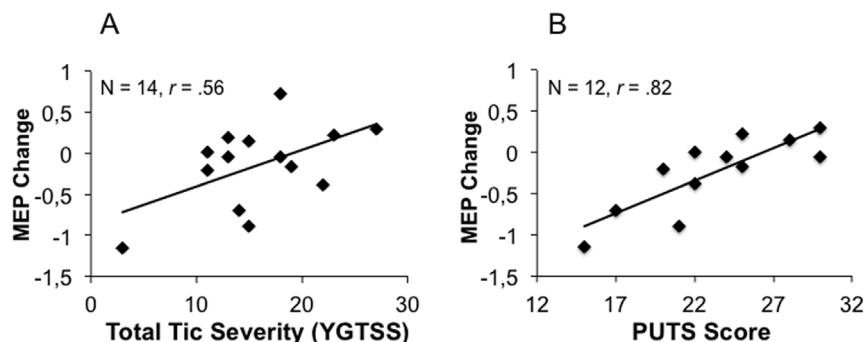 A
N = 14, r = .56
MEP Change
1
0,5
0
-0,5
-1
-1,5
0
10
20
30
Total Tic Severity (YGTSS)
B
N = 12, r = .82
MEP Change
1
0,5
0
-0,5
-1
-1,5
12
17
22
27
32
PUTS Score